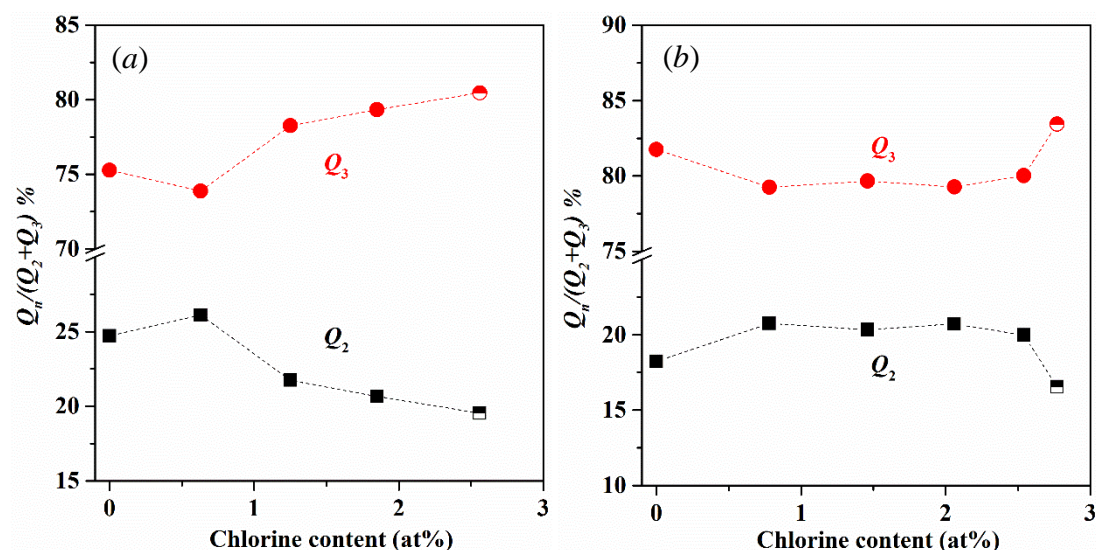 (a)
85
80
75
70
25
20
15
Q3
Q2
Qn/(Q2+Q3) %
0 1 2 3
Chlorine content (at%)
(b)
90
85
80
75
20
15
10
Q3
Q2
Qn/(Q2+Q3) %
0 1 2 3
Chlorine content (at%)